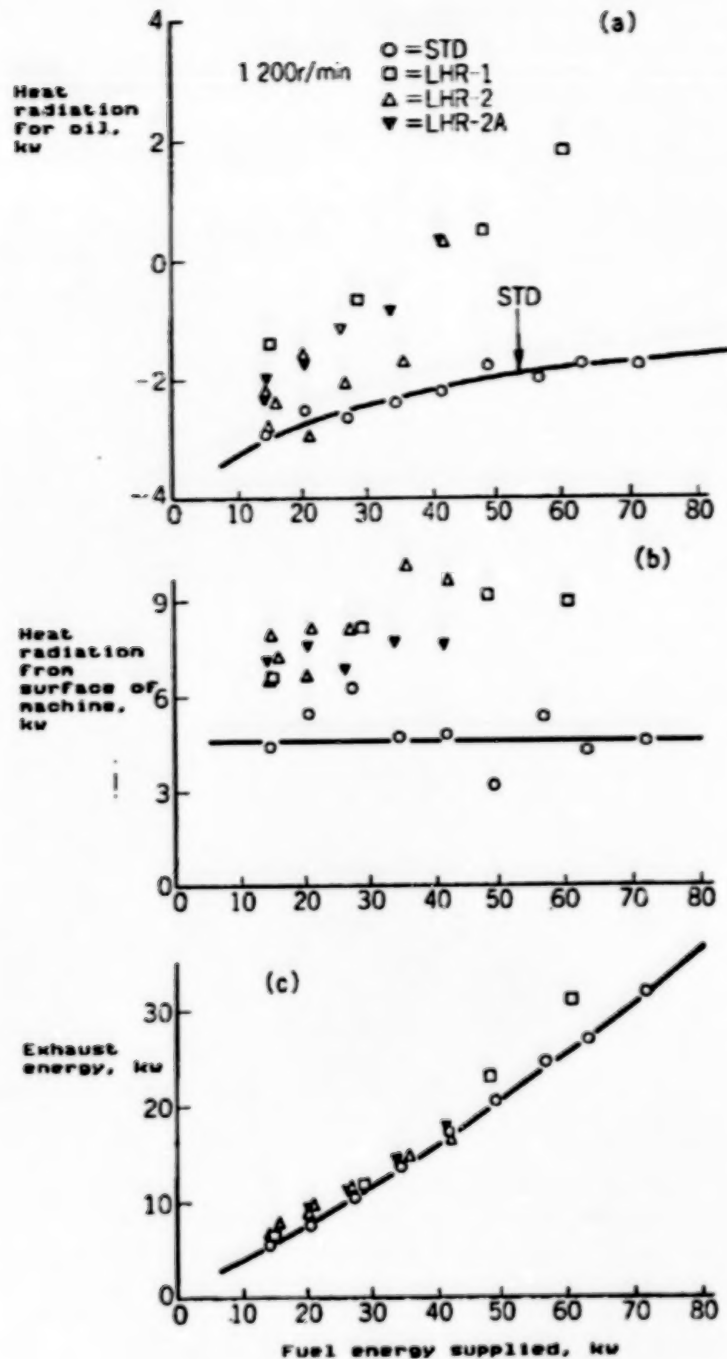 (a)
Heat
radiation
for oil,
kw
1 200r/min
○ = STD
□ = LHR-1
△ = LHR-2
▼ = LHR-2A
STD
4
2
0
-2
-4
0 10 20 30 40 50 60 70 80
(b)
Heat
radiation
from
surface of
machine,
kw
9
6
3
0
0 10 20 30 40 50 60 70 80
(c)
Exhaust
energy, kw
30
20
10
0
0 10 20 30 40 50 60 70 80
Fuel energy supplied, kw